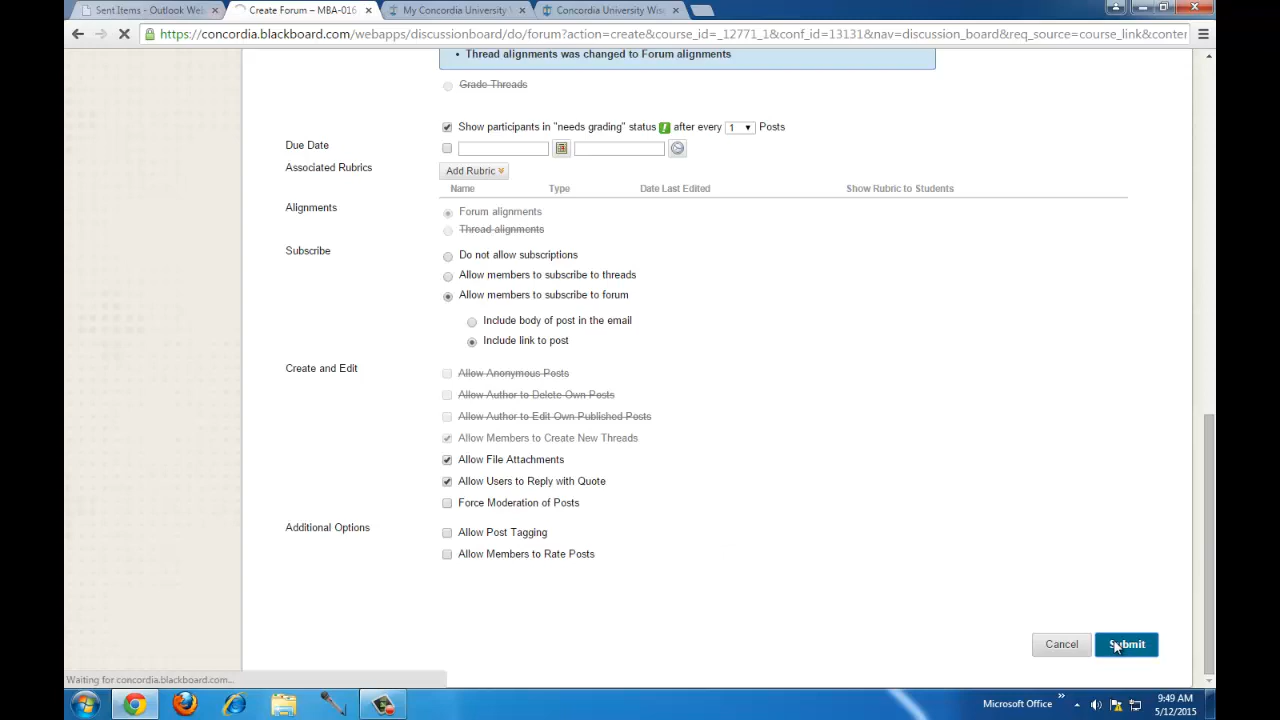 Sent Items - Outlook Web
Create Forum – MBA-016
My Concordia University
Concordia University Wis
https://concordia.blackboard.com/webapps/discussionboard/do/forum?action=create&course_id=_12771_1&conf_id=13131&nav=discussion_board&req_source=course_link&conter
• Thread alignments was changed to Forum alignments
Grade Threads
Show participants in "needs grading" status ! after every 1 Posts
Due Date
Associated Rubrics
Add Rubric
Name Type Date Last Edited Show Rubric to Students
Alignments
Forum alignments
Thread alignments
Subscribe
Do not allow subscriptions
Allow members to subscribe to threads
Allow members to subscribe to forum
Include body of post in the email
Include link to post
Create and Edit
Allow Anonymous Posts
Allow Author to Delete Own Posts
Allow Author to Edit Own Published Posts
Allow Members to Create New Threads
Allow File Attachments
Allow Users to Reply with Quote
Force Moderation of Posts
Additional Options
Allow Post Tagging
Allow Members to Rate Posts
Cancel Submit
Waiting for concordia.blackboard.com...
Microsoft Office
9:49 AM
5/12/2015